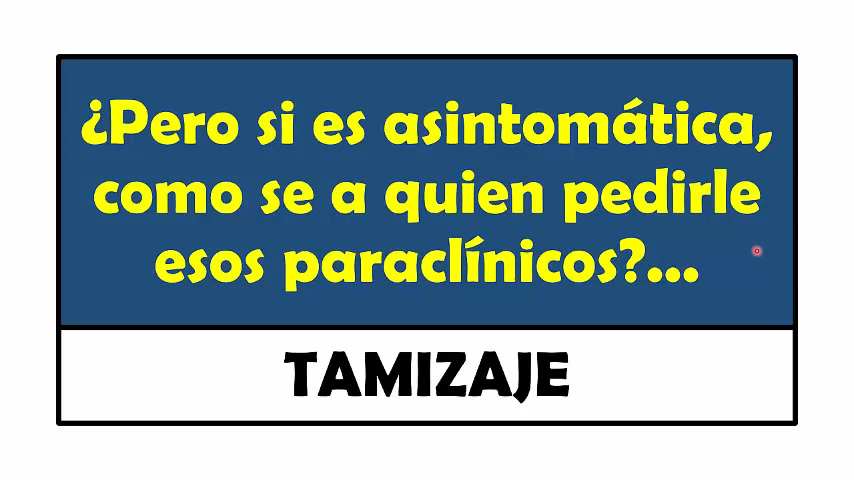 ¿Pero si es asintomática,
como se a quien pedirle
esos paraclínicos?...
TAMIZAJE